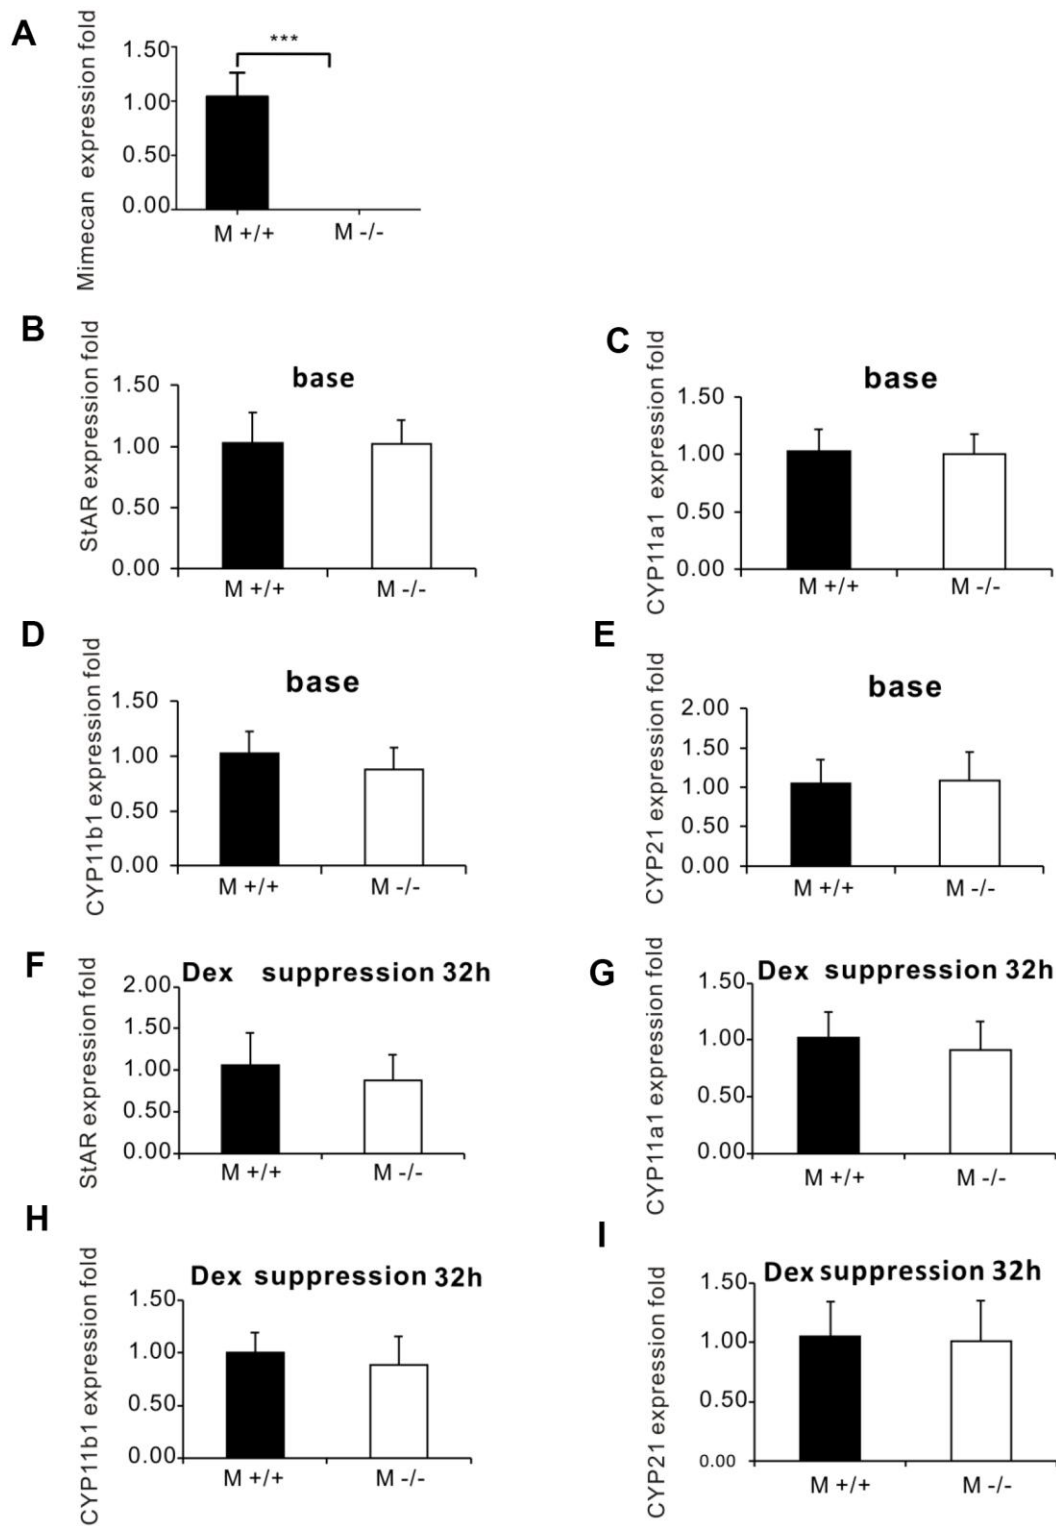 A
Mimecan expression fold
1.50
1.00
0.50
0.00
***
M +/+ M -/-
B
StAR expression fold
base
1.50
1.00
0.50
0.00
M +/+ M -/-
C
CYP11a1 expression fold
base
1.50
1.00
0.50
0.00
M +/+ M -/-
D
CYP11b1 expression fold
base
1.50
1.00
0.50
0.00
M +/+ M -/-
E
CYP21 expression fold
base
2.00
1.50
1.00
0.50
0.00
M +/+ M -/-
F
StAR expression fold
Dex suppression 32h
2.00
1.50
1.00
0.50
0.00
M +/+ M -/-
G
CYP11a1 expression fold
Dex suppression 32h
1.50
1.00
0.50
0.00
M +/+ M -/-
H
CYP11b1 expression fold
Dex suppression 32h
1.50
1.00
0.50
0.00
M +/+ M -/-
I
CYP21 expression fold
Dex suppression 32h
1.50
1.00
0.50
0.00
M +/+ M -/-